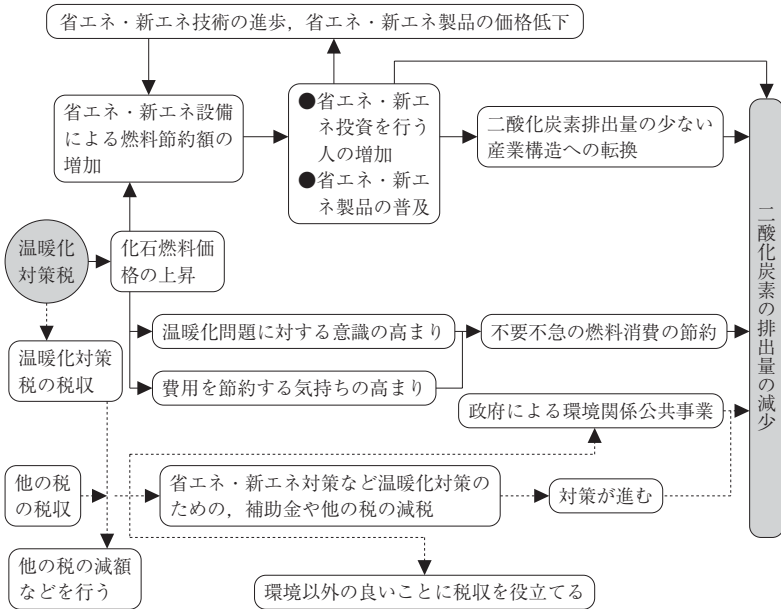 省エネ・新エネ技術の進歩，省エネ・新エネ製品の価格低下
省エネ・新エネ設備
による燃料節約額の
増加
●省エネ・新エ
ネ投資を行う
人の増加
●省エネ・新エ
ネ製品の普及
二酸化炭素排出量の少ない
産業構造への転換
温暖化
対策税
化石燃料価
格の上昇
温暖化問題に対する意識の高まり
不要不急の燃料消費の節約
温暖化対策
税の税収
費用を節約する気持ちの高まり
政府による環境関係公共事業
他の税
の税収
省エネ・新エネ対策など温暖化対策の
ための，補助金や他の税の減税
対策が進む
他の税の減額
などを行う
環境以外の良いことに税収を役立てる
二酸化炭素の排出量の減少